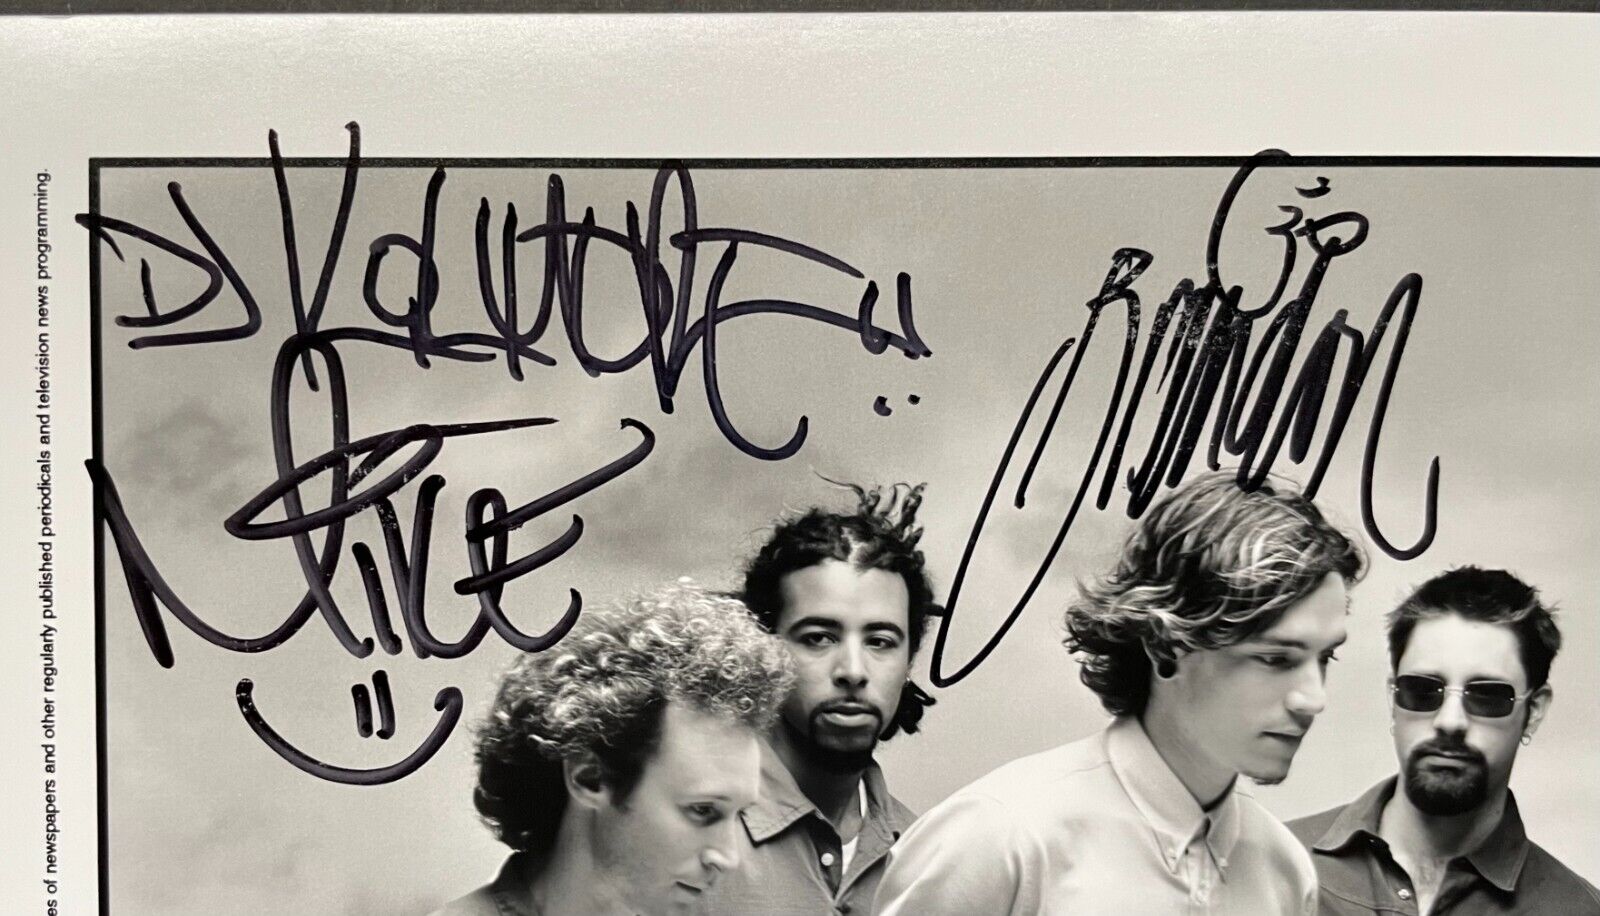 DJ Kilmore !!
Mike
Brandon
es of newspapers and other regularly published periodicals and television news programming.